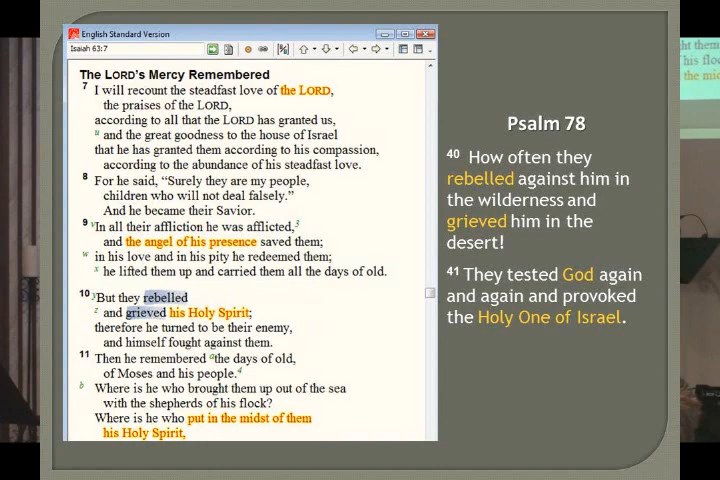 English Standard Version
Isaiah 63:7
The LORD's Mercy Remembered
7 I will recount the steadfast love of the LORD,
the praises of the LORD,
according to all that the LORD has granted us,
u and the great goodness to the house of Israel
that he has granted them according to his compassion,
according to the abundance of his steadfast love.
8 For he said, “Surely they are my people,
children who will not deal falsely.”
And he became their Savior.
9 v In all their affliction he was afflicted,3
and the angel of his presence saved them;
w in his love and in his pity he redeemed them;
x he lifted them up and carried them all the days of old.
10 y But they rebelled
z and grieved his Holy Spirit;
therefore he turned to be their enemy,
and himself fought against them.
11 Then he remembered a the days of old,
of Moses and his people.4
b Where is he who brought them up out of the sea
with the shepherds of his flock?
Where is he who put in the midst of them
his Holy Spirit,
Psalm 78
40 How often they
rebelled against him in
the wilderness and
grieved him in the
desert!
41 They tested God again
and again and provoked
the Holy One of Israel.
ht them
his floc
the mid